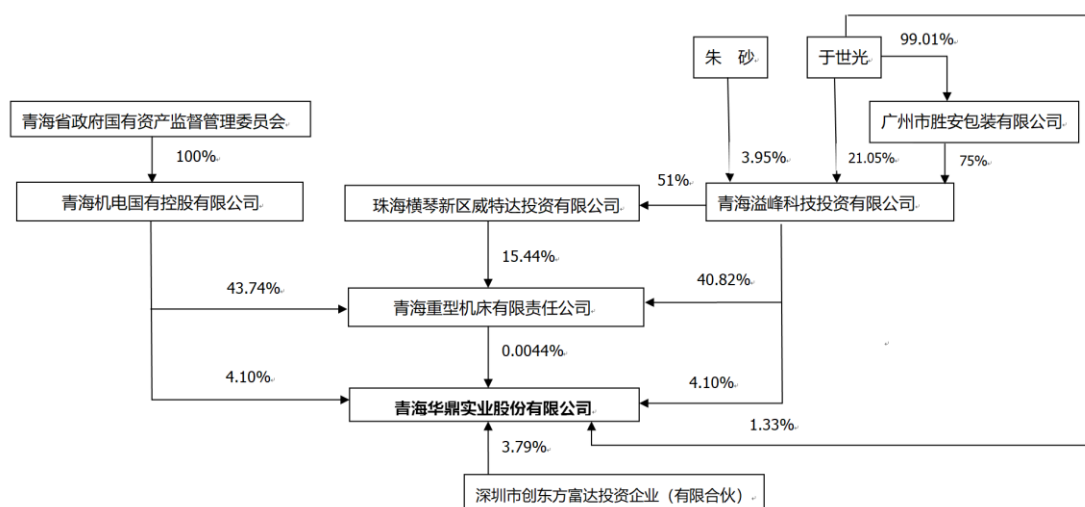 99.01%
朱　砂
于世光
青海省政府国有资产监督管理委员会
广州市胜安包装有限公司
100%
3.95%
21.05%
75%
51%
青海机电国有控股有限公司
珠海横琴新区威特达投资有限公司
青海溢峰科技投资有限公司
15.44%
43.74%
40.82%
青海重型机床有限责任公司
0.0044%
4.10%
4.10%
青海华鼎实业股份有限公司
1.33%
3.79%
深圳市创东方富达投资企业（有限合伙）